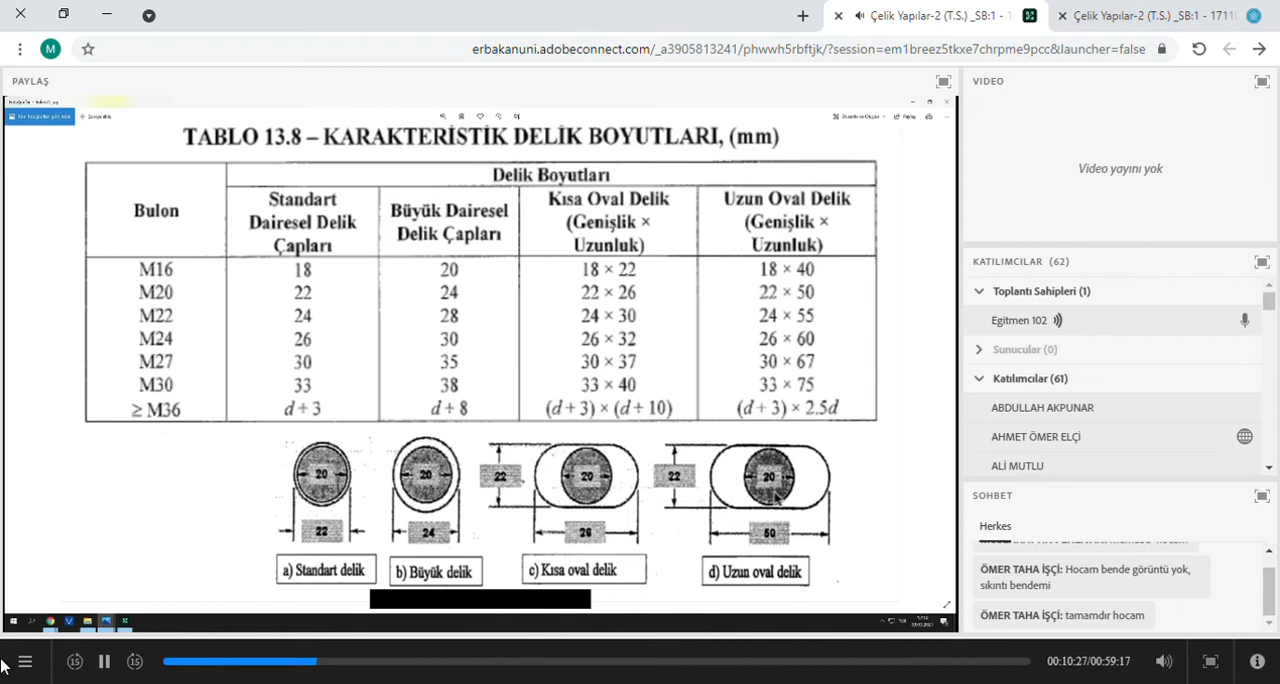 Çelik Yapılar-2 (T.S.) _SB:1 - 1
Çelik Yapılar-2 (T.S.) _SB:1 - 1711
M
erbakanuni.adobeconnect.com/_a3905813241/phwwh5rbftjk/?session=em1breez5tkxe7chrpme9pcc&launcher=false
PAYLAŞ
TABLO 13.8 – KARAKTERİSTİK DELİK BOYUTLARI, (mm)
Bulon
Delik Boyutları
Standart Dairesel Delik Çapları
Büyük Dairesel Delik Çapları
Kısa Oval Delik (Genişlik × Uzunluk)
Uzun Oval Delik (Genişlik × Uzunluk)
M16 18 20 18 × 22 18 × 40
M20 22 24 22 × 26 22 × 50
M22 24 28 24 × 30 24 × 55
M24 26 30 26 × 32 26 × 60
M27 30 35 30 × 37 30 × 67
M30 33 38 33 × 40 33 × 75
≥ M36 d+3 d+8 (d+3) × (d+10) (d+3) × 2.5d
20 20 22 20 22 20
22 24 26 50
a) Standart delik
b) Büyük delik
c) Kısa oval delik
d) Uzun oval delik
VIDEO
Video yayını yok
KATILIMCILAR (62)
Toplantı Sahipleri (1)
Egitmen 102
Sunucular (0)
Katılımcılar (61)
ABDULLAH AKPUNAR
AHMET ÖMER ELÇİ
ALİ MUTLU
SOHBET
Herkes
ÖMER TAHA İŞÇİ: Hocam bende görüntü yok,
sıkıntı bendemi
ÖMER TAHA İŞÇİ: tamamdır hocam
15
15
00:10:27/00:59:17